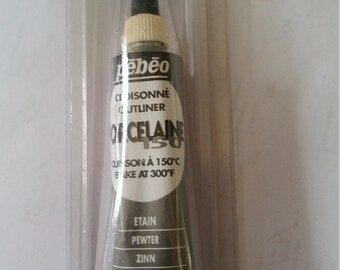 pébéo
CLOISONNÉ
OUTLINER
PORCELAINE
150
CUISSON À 150°C
BAKE AT 300°F
ETAIN
PEWTER
ZINN